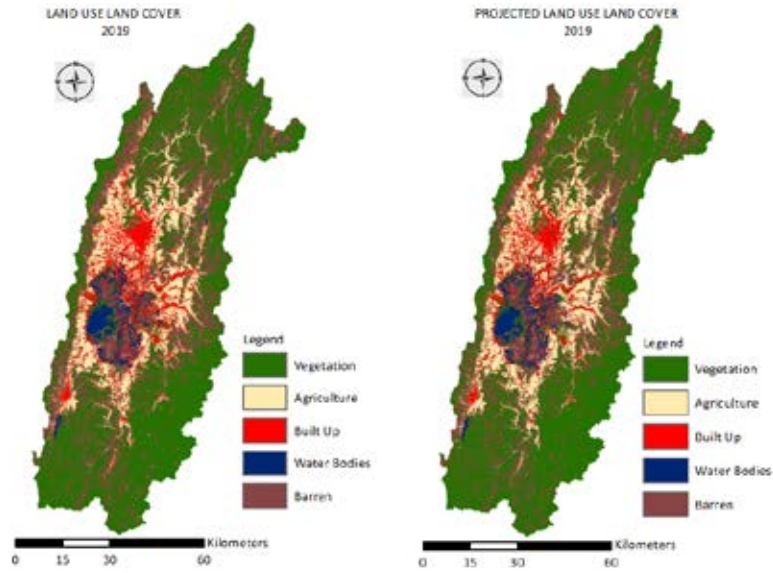 LAND USE LAND COVER
2019
Legend
Vegetation
Agriculture
Built Up
Water Bodies
Barren
Kilometers
0 15 30 60
PROJECTED LAND USE LAND COVER
2019
Legend
Vegetation
Agriculture
Built Up
Water Bodies
Barren
Kilometers
0 15 30 60